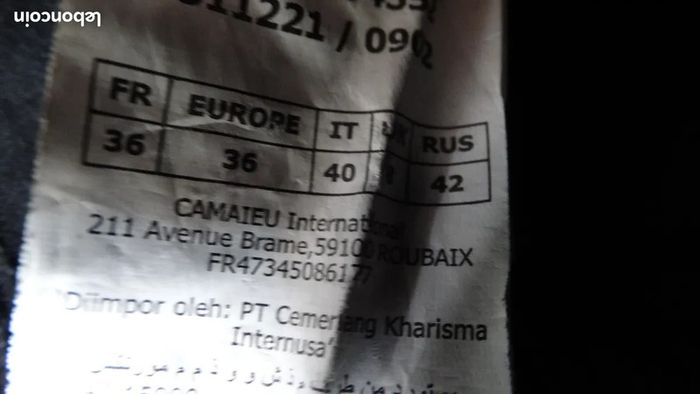 leboncoin
11221 / 090
FR EUROPE IT UK RUS
36 36 40 42
CAMAIEU International
211 Avenue Brame,59100 ROUBAIX
FR47345086177
"Diimpor oleh: PT Cemerlang Kharisma
Internusa"